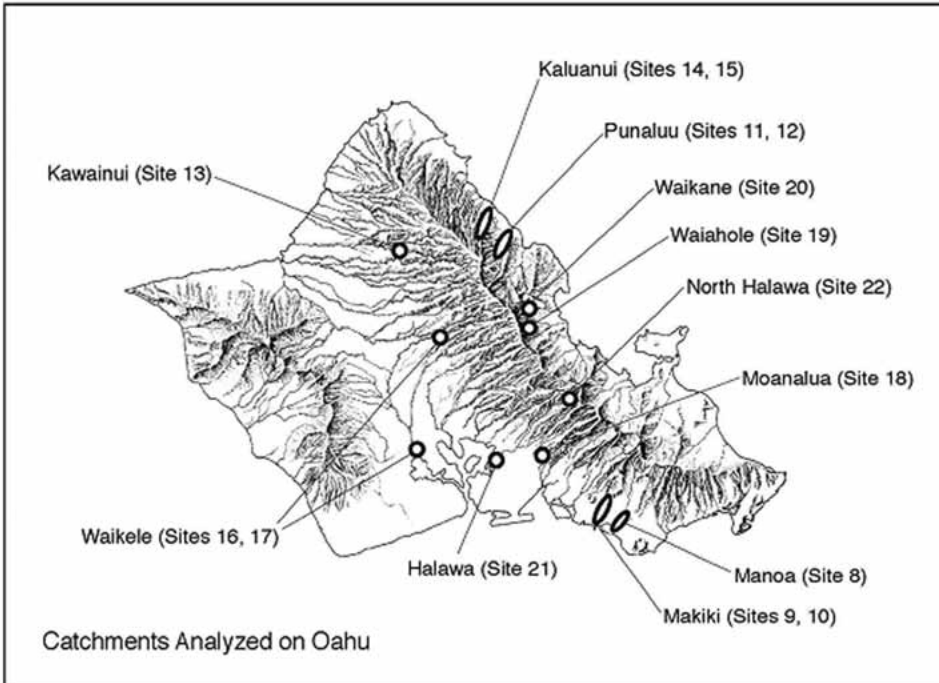 Kaluanui (Sites 14, 15)
Punaluu (Sites 11, 12)
Kawainui (Site 13)
Waikane (Site 20)
Waiahole (Site 19)
North Halawa (Site 22)
Moanalua (Site 18)
Waikele (Sites 16, 17)
Halawa (Site 21)
Manoa (Site 8)
Makiki (Sites 9, 10)
Catchments Analyzed on Oahu